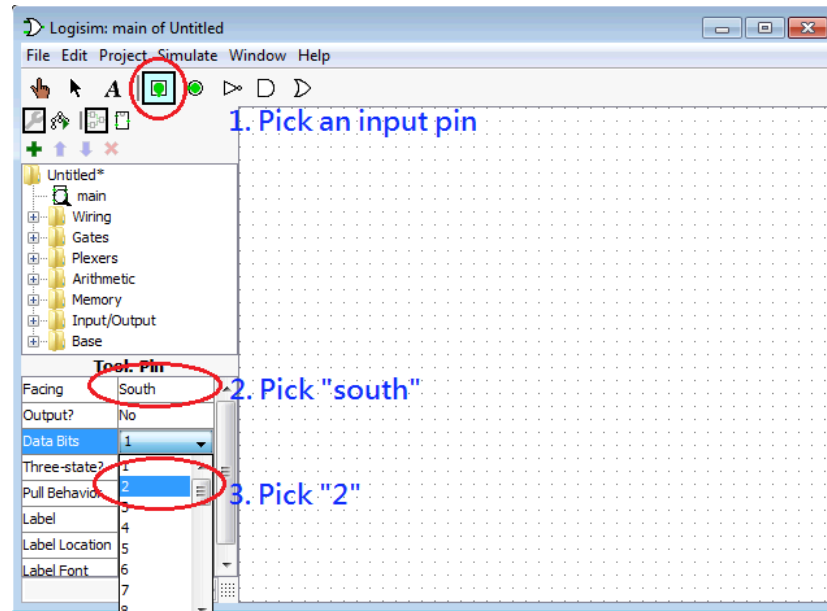 Logisim: main of Untitled
File Edit Project Simulate Window Help
A
1. Pick an input pin
Untitled*
main
Wiring
Gates
Plexers
Arithmetic
Memory
Input/Output
Base
Tool: Pin
Facing South
2. Pick "south"
Output? No
Data Bits 1
Three-state? 1
2
3. Pick "2"
Pull Behavior 3
Label 4
Label Location 5
Label Font 6
7
8